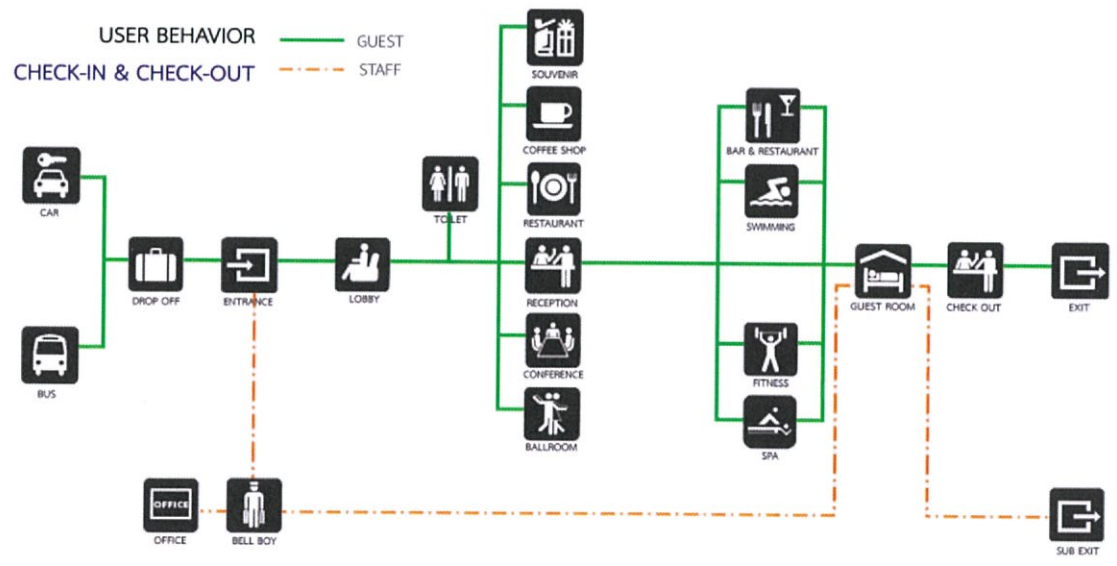 USER BEHAVIOR
GUEST
CHECK-IN & CHECK-OUT
STAFF
SOUVENIR
COFFEE SHOP
BAR & RESTAURANT
CAR
TOILET
RESTAURANT
SWIMMING
DROP OFF
ENTRANCE
LOBBY
RECEPTION
GUEST ROOM
CHECK OUT
EXIT
BUS
CONFERENCE
FITNESS
BALLROOM
SPA
OFFICE
OFFICE
BELL BOY
SUB EXIT